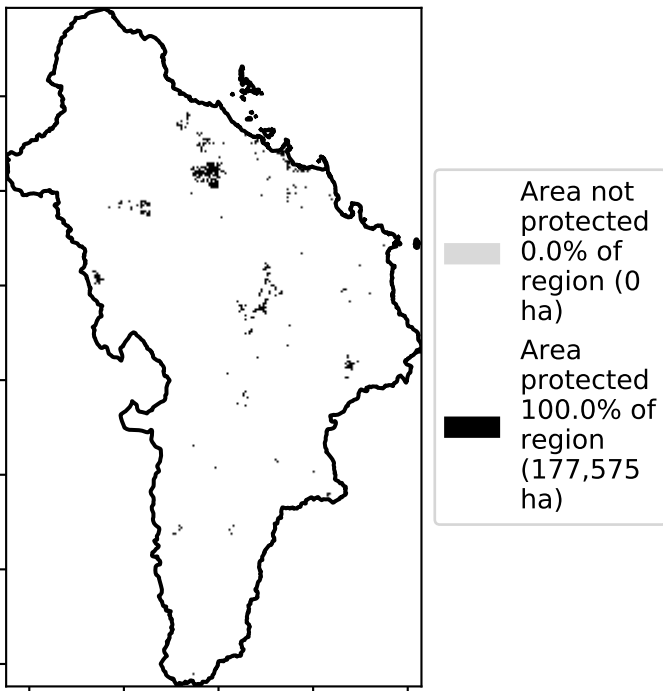 Area not
protected
0.0% of
region (0
ha)
Area
protected
100.0% of
region
(177,575
ha)